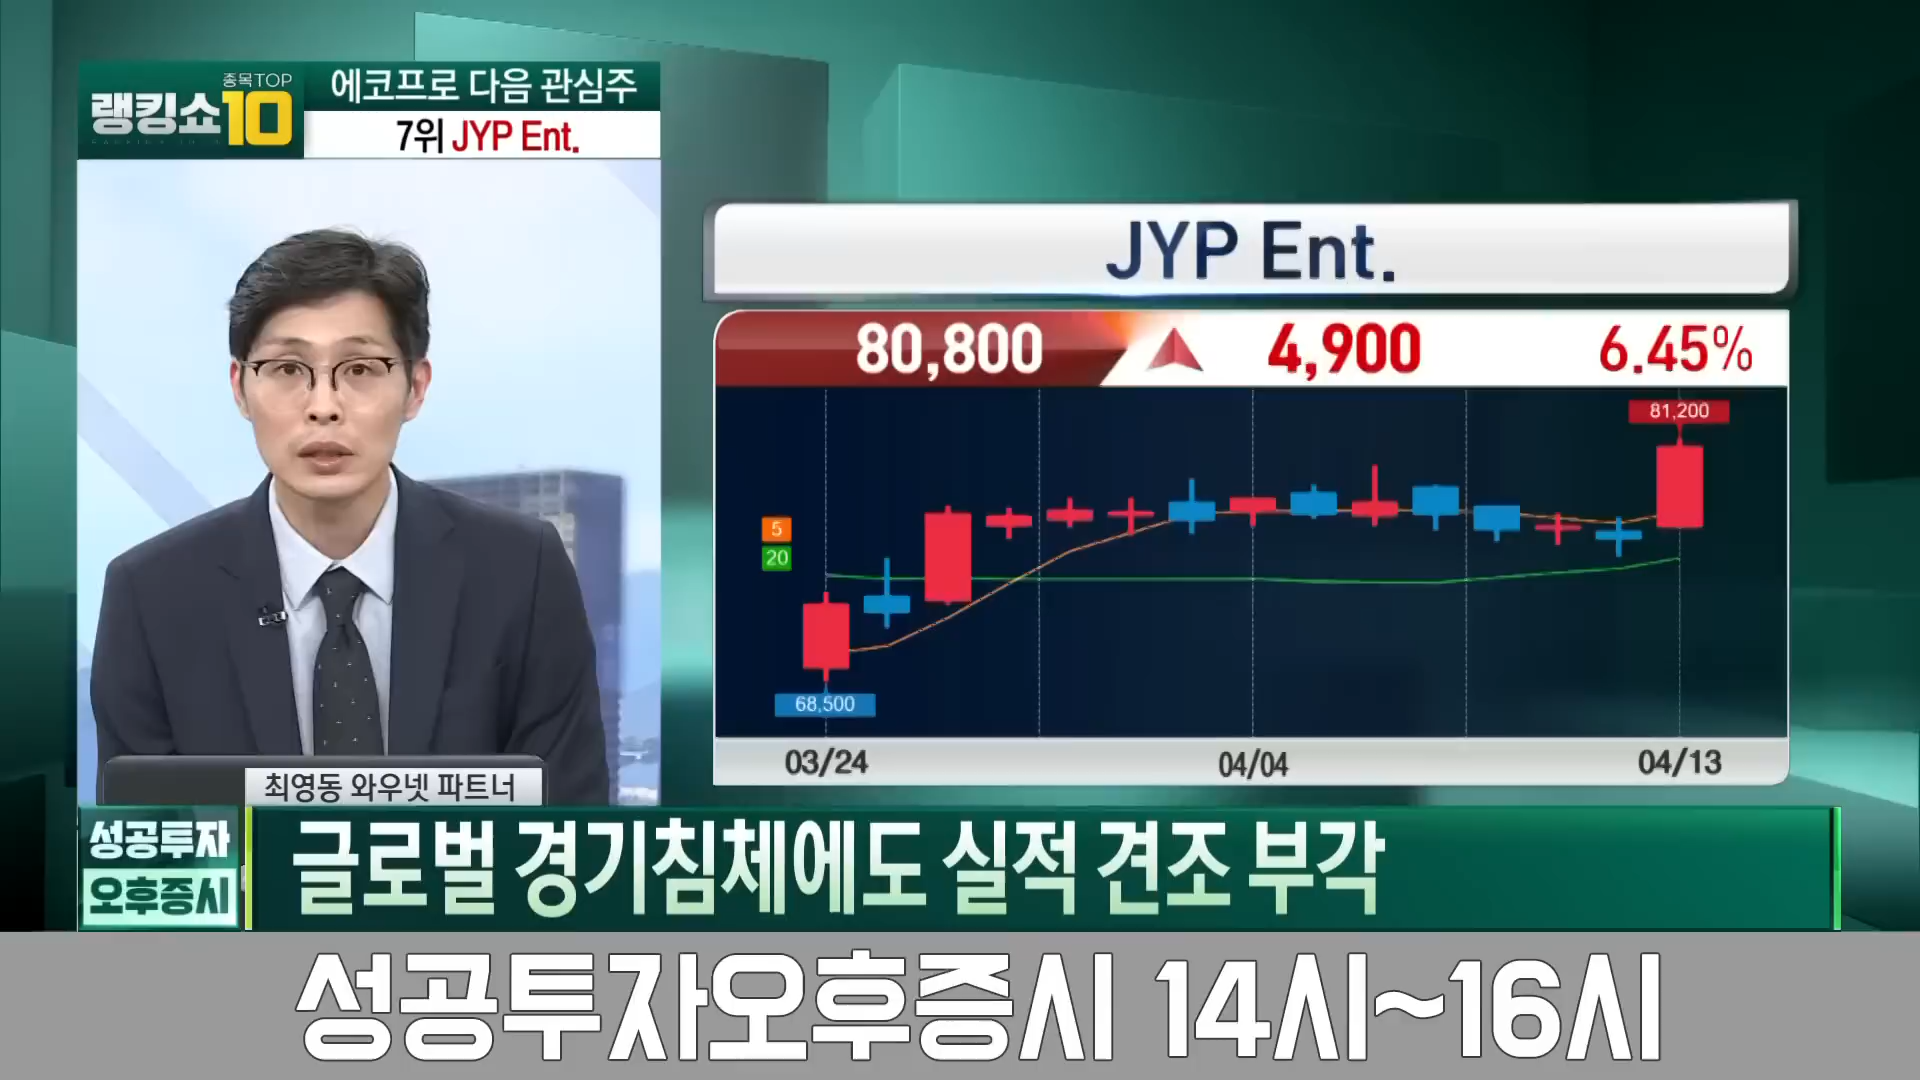 종목TOP
랭킹쇼10
에코프로 다음 관심주
7위 JYP Ent.
JYP Ent.
80,800 4,900 6.45%
81,200
5
20
68,500
03/24 04/04 04/13
최영동 와우넷 파트너
성공투자
오후증시
글로벌 경기침체에도 실적 견조 부각
성공투자오후증시 14시~16시